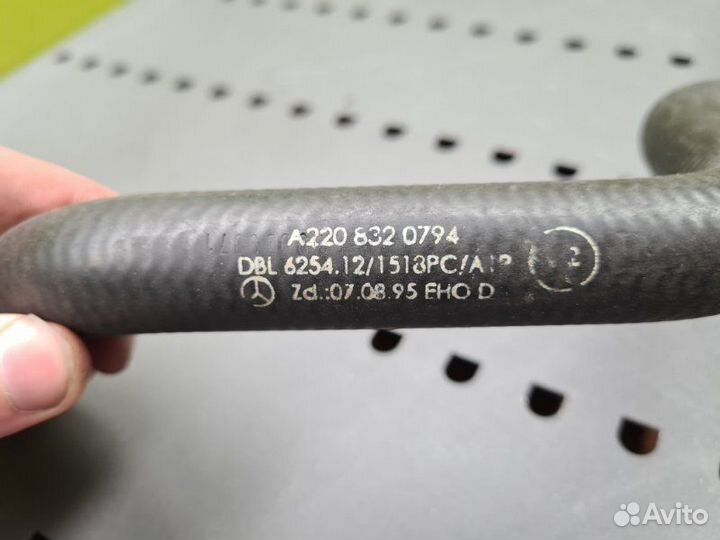 A220 832 0794
DBL 6254.12/1518PC/A1P
Zd.:07.08.95 EHO D
Avito